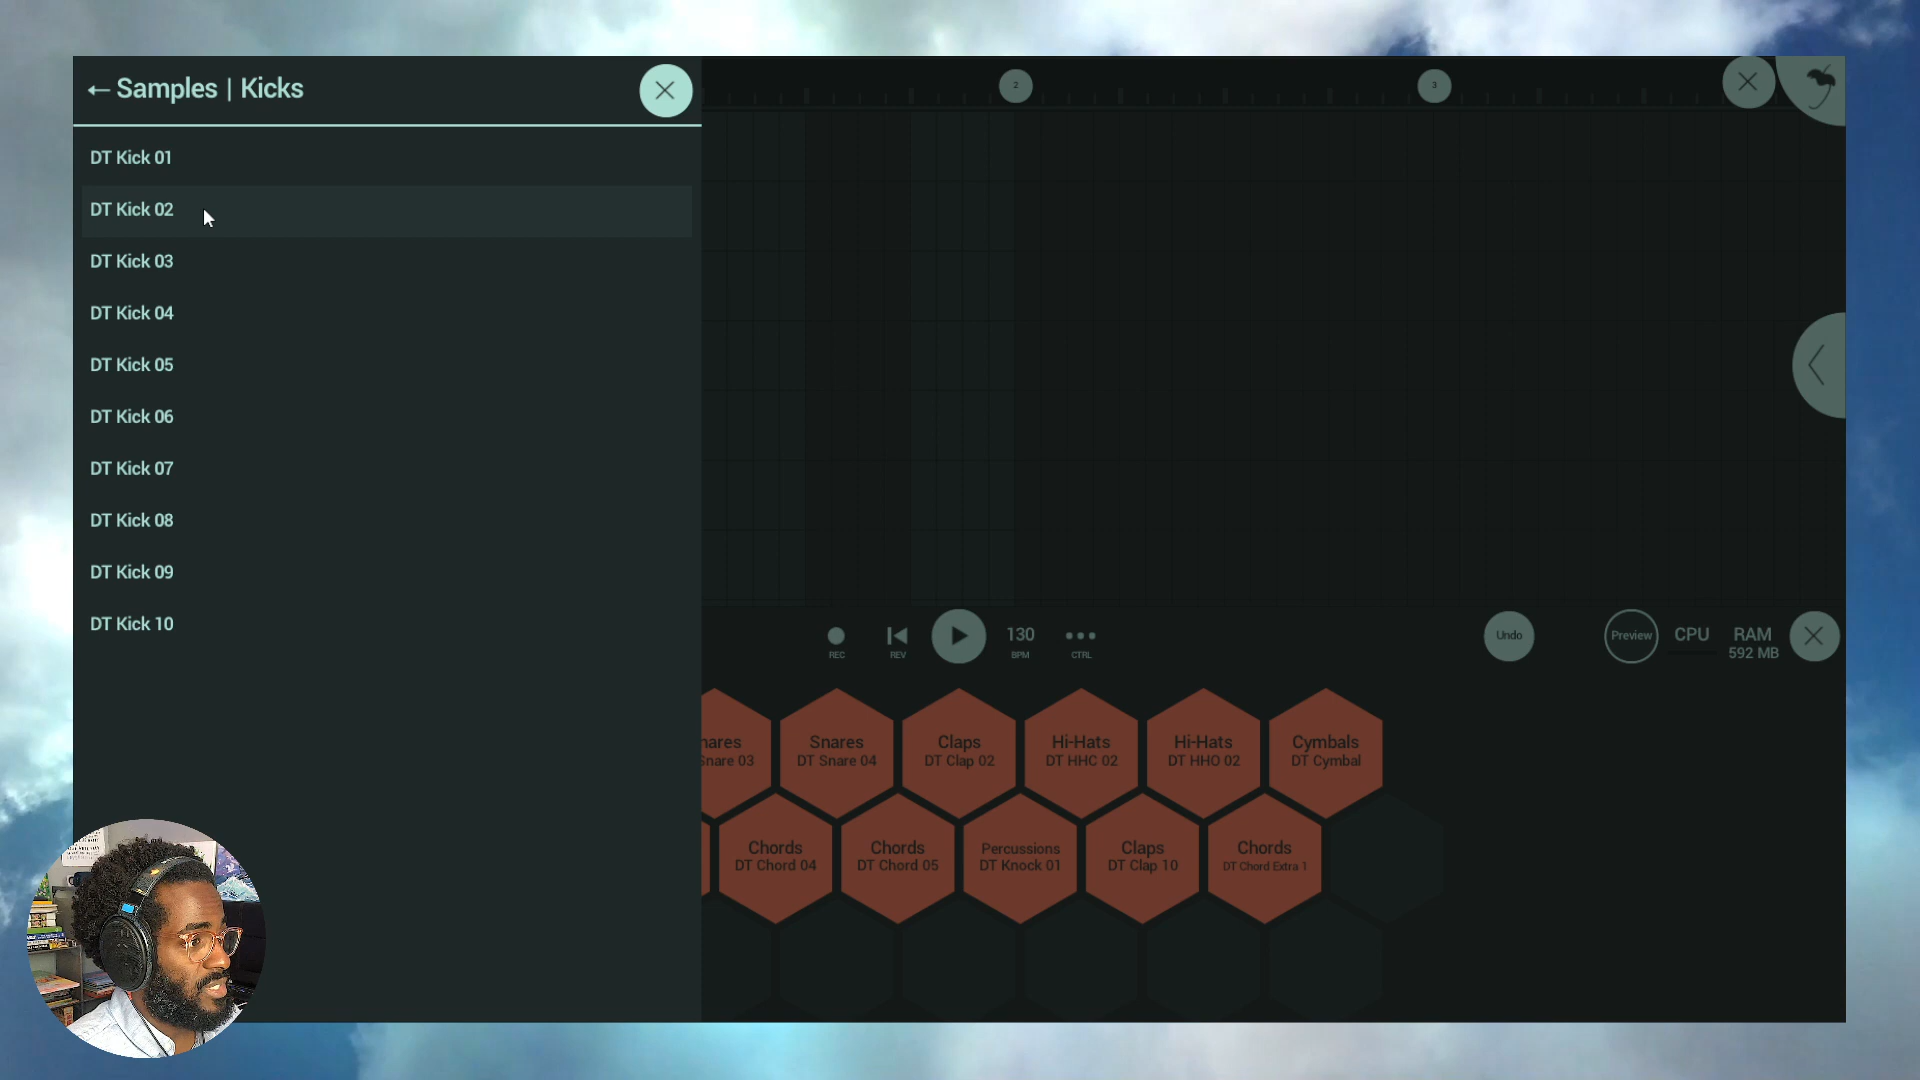 ← Samples | Kicks
DT Kick 01
DT Kick 02
DT Kick 03
DT Kick 04
DT Kick 05
DT Kick 06
DT Kick 07
DT Kick 08
DT Kick 09
DT Kick 10
2
3
REC
REV
130
BPM
CTRL
Undo
Preview
CPU
RAM
592 MB
nares
Snare 03
Snares
DT Snare 04
Claps
DT Clap 02
Hi-Hats
DT HHC 02
Hi-Hats
DT HHO 02
Cymbals
DT Cymbal
Chords
DT Chord 04
Chords
DT Chord 05
Percussions
DT Knock 01
Claps
DT Clap 10
Chords
DT Chord Extra 1